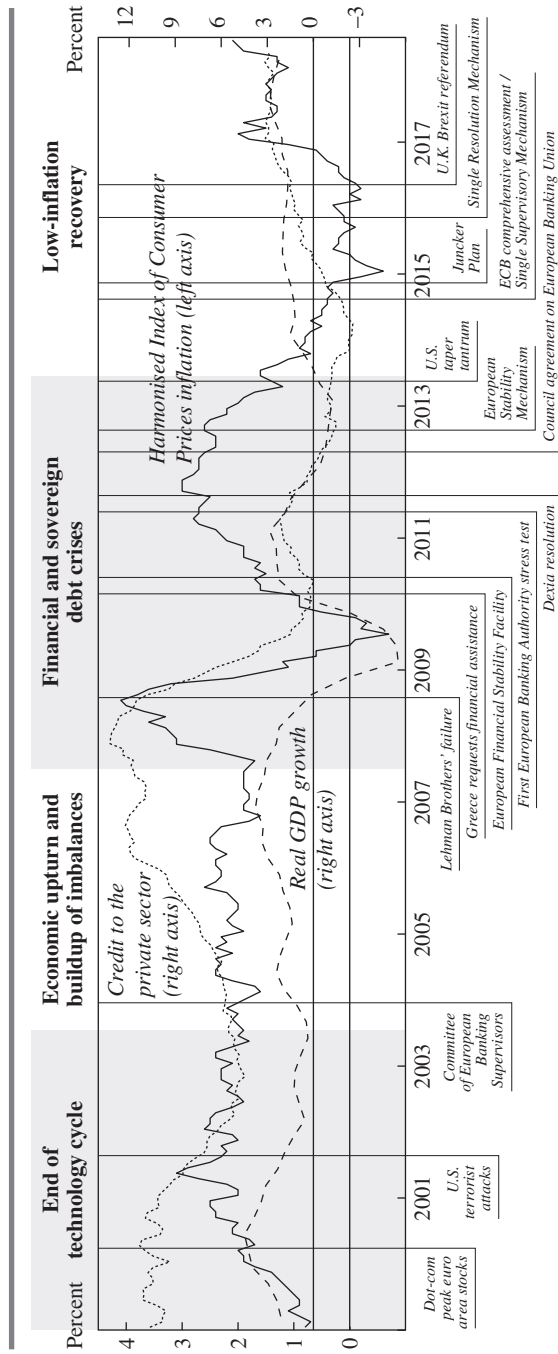 End of
technology cycle
Economic upturn and
buildup of imbalances
Financial and sovereign
debt crises
Low-inflation
recovery
Percent
Percent
4
3
2
1
0
12
9
6
3
0
–3
Credit to the
private sector
(right axis)
Real GDP growth
(right axis)
Harmonised Index of Consumer
Prices inflation (left axis)
2001
2003
2005
2007
2009
2011
2013
2015
2017
Dot-com
peak euro
area stocks
U.S.
terrorist
attacks
Committee
of European
Banking
Supervisors
Lehman Brothers’ failure
Greece requests financial assistance
European Financial Stability Facility
First European Banking Authority stress test
Dexia resolution
Council agreement on European Banking Union
European
Stability
Mechanism
U.S.
taper
tantrum
ECB comprehensive assessment /
Single Supervisory Mechanism
Juncker
Plan
Single Resolution Mechanism
U.K. Brexit referendum